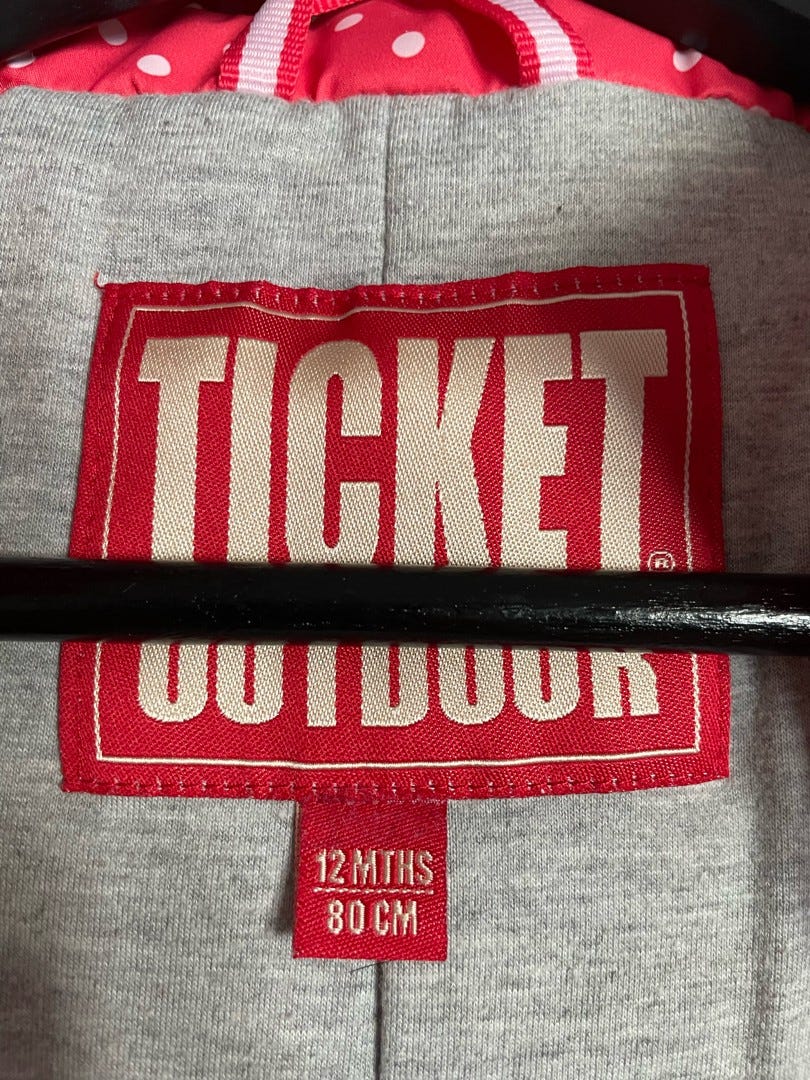 TICKET
®
OUTDOOR
12 MTHS
80 CM